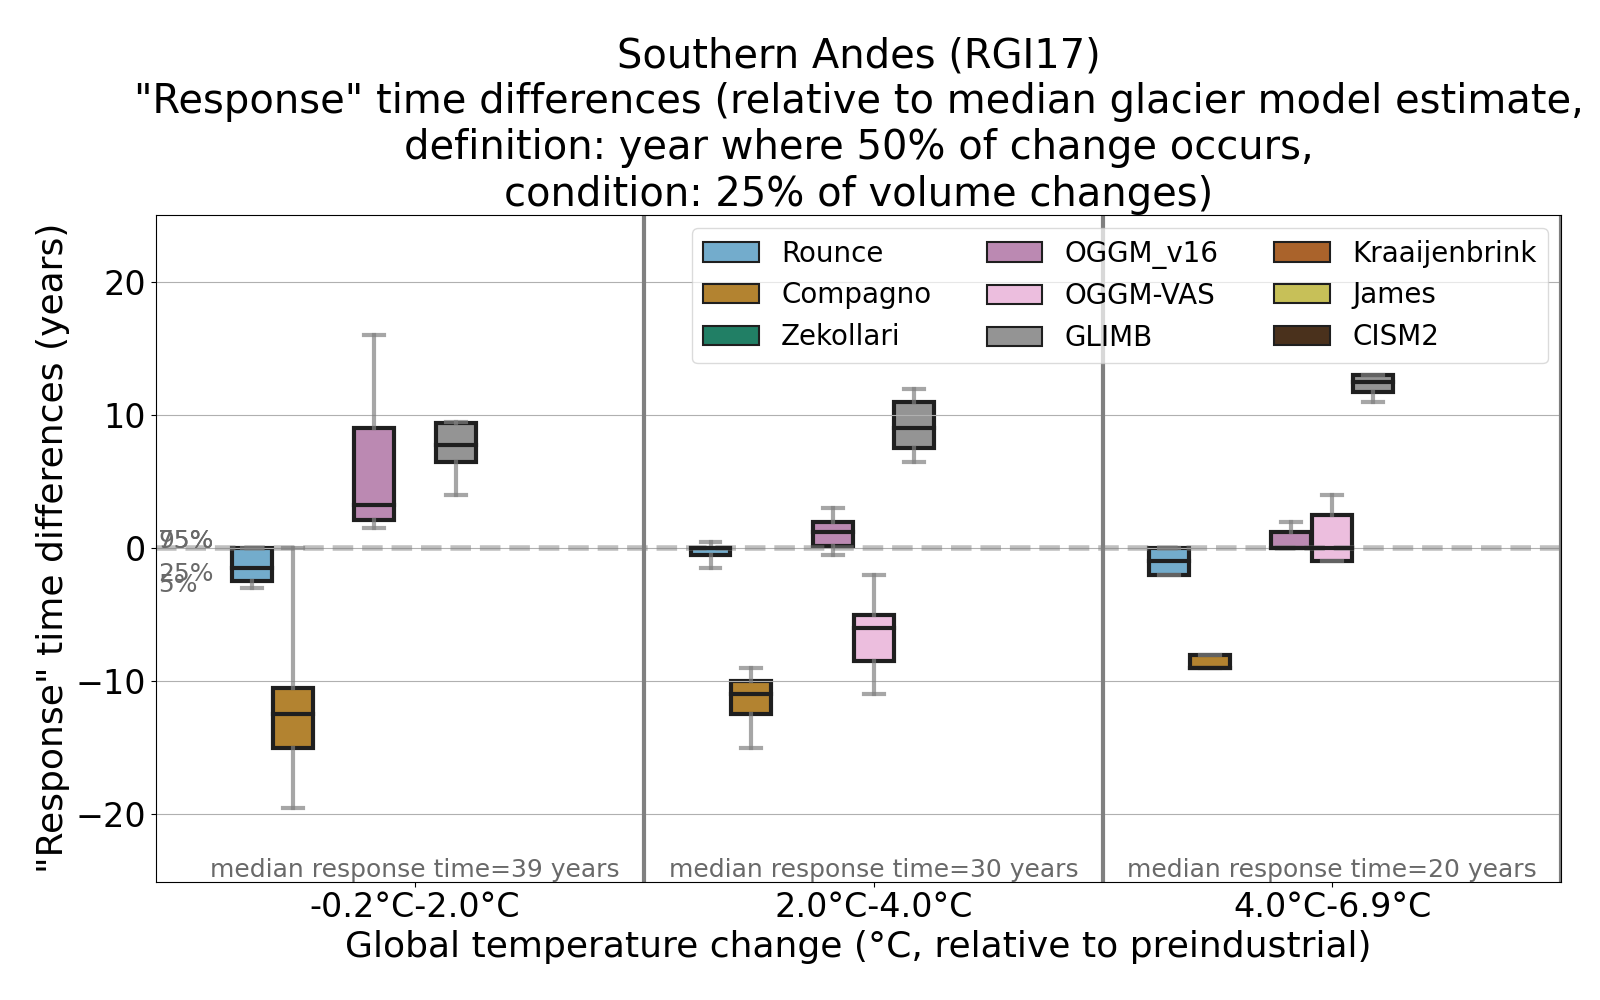 Southern Andes (RGI17)
"Response" time differences (relative to median glacier model estimate,
definition: year where 50% of change occurs,
condition: 25% of volume changes)
"Response" time differences (years)
20
10
0
−10
−20
Rounce
Compagno
Zekollari
OGGM_v16
OGGM-VAS
GLIMB
Kraaijenbrink
James
CISM2
25%
5%
median response time=39 years
median response time=30 years
median response time=20 years
-0.2°C-2.0°C
2.0°C-4.0°C
4.0°C-6.9°C
Global temperature change (°C, relative to preindustrial)